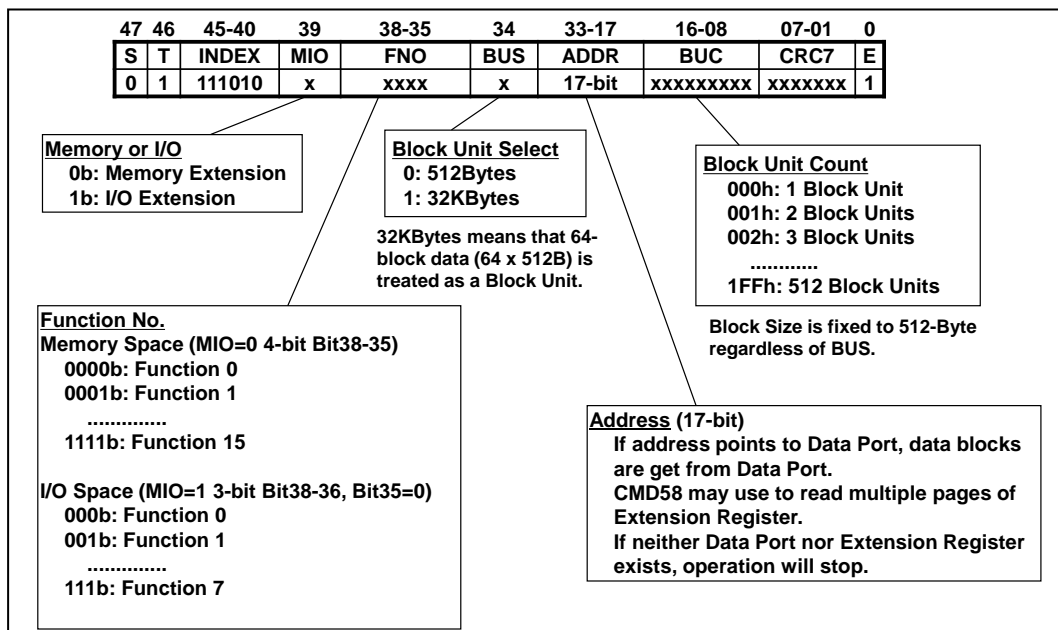 47 46 45-40 39 38-35 34 33-17 16-08 07-01 0
S T INDEX MIO FNO BUS ADDR BUC CRC7 E
0 1 111010 x xxxx x 17-bit xxxxxxxxx xxxxxxx 1
Memory or I/O
0b: Memory Extension
1b: I/O Extension
Block Unit Select
0: 512Bytes
1: 32KBytes
32KBytes means that 64-
block data (64 x 512B) is
treated as a Block Unit.
Block Unit Count
000h: 1 Block Unit
001h: 2 Block Units
002h: 3 Block Units
............
1FFh: 512 Block Units
Block Size is fixed to 512-Byte
regardless of BUS.
Function No.
Memory Space (MIO=0 4-bit Bit38-35)
0000b: Function 0
0001b: Function 1
..............
1111b: Function 15
I/O Space (MIO=1 3-bit Bit38-36, Bit35=0)
000b: Function 0
001b: Function 1
..............
111b: Function 7
Address (17-bit)
If address points to Data Port, data blocks
are get from Data Port.
CMD58 may use to read multiple pages of
Extension Register.
If neither Data Port nor Extension Register
exists, operation will stop.